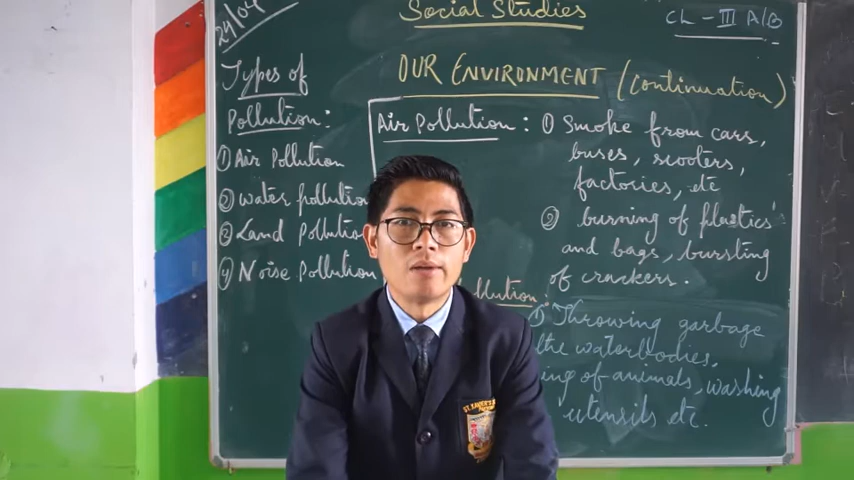 24/04
Social Studies
CL - III A/B
OUR ENVIRONMENT (Continuation)
Types of
Pollution:
① Air Pollution
② water pollution
③ Land Pollution
④ Noise Pollution
Air Pollution: ① Smoke from cars,
buses, scooters,
factories, etc
② burning of plastics
and bags, bursting
of crackers.
① Throwing garbage
the waterbodies.
of animals, washing
utensils etc.